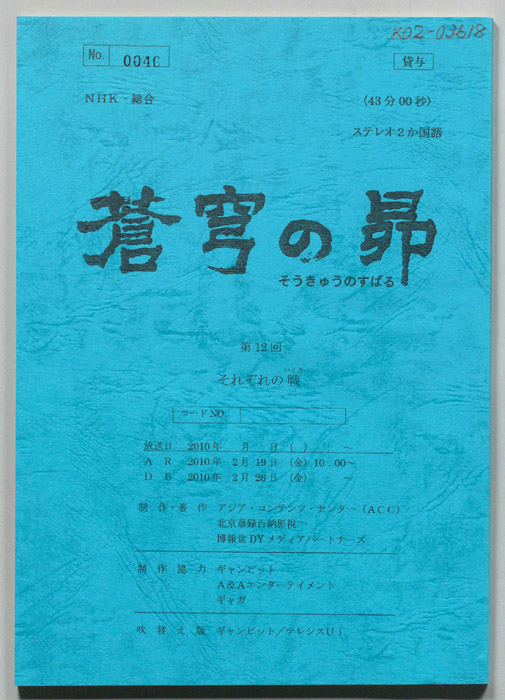 K02-03618
No. 0040
貸与
NHK-総合
〈43分00秒〉
ステレオ2か国語
蒼穹の昴
そうきゅうのすばる
第12回
いくさ
それぞれの戦
コードNO.
放送日 2010年 月 日 ( ) : ~
A R 2010年 2月 19日 (金) 10:00~
D B 2010年 2月 26日 (金) : ~
制作・著作 アジア・コンテンツ・センター(ACC)
北京華録百納影視
博報堂DYメディアパートナーズ
制作協力 ギャンビット
A&Aエンターテイメント
ギャガ
吹替え版 ギャンビット/テレシスUi